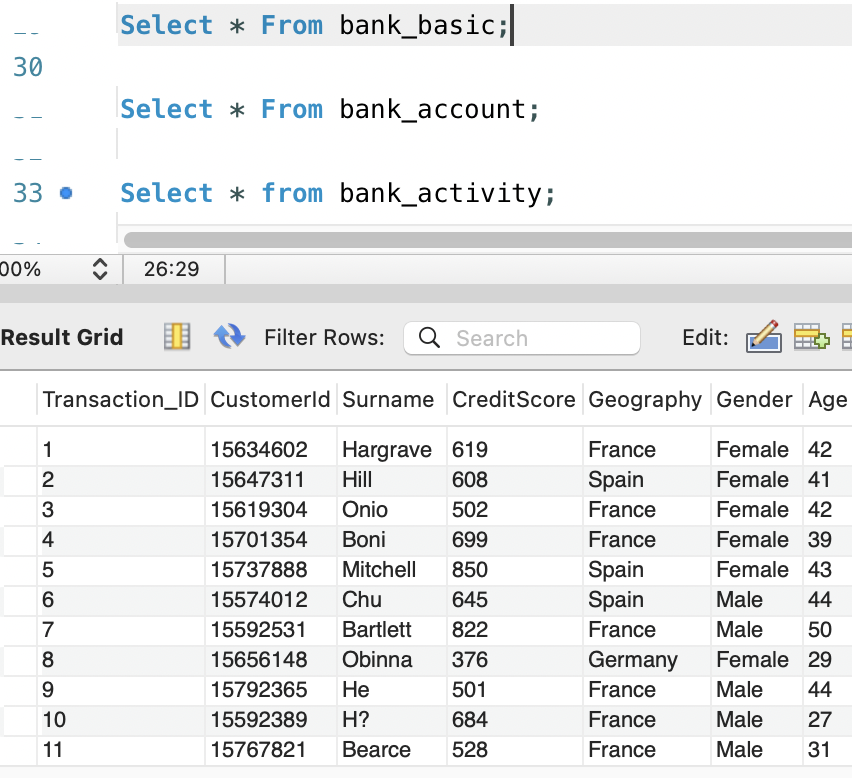 Select * From bank_basic;
30
Select * From bank_account;
33 Select * from bank_activity;
00% 26:29
Result Grid Filter Rows: Search Edit:
Transaction_ID CustomerId Surname CreditScore Geography Gender Age
1 15634602 Hargrave 619 France Female 42
2 15647311 Hill 608 Spain Female 41
3 15619304 Onio 502 France Female 42
4 15701354 Boni 699 France Female 39
5 15737888 Mitchell 850 Spain Female 43
6 15574012 Chu 645 Spain Male 44
7 15592531 Bartlett 822 France Male 50
8 15656148 Obinna 376 Germany Female 29
9 15792365 He 501 France Male 44
10 15592389 H? 684 France Male 27
11 15767821 Bearce 528 France Male 31